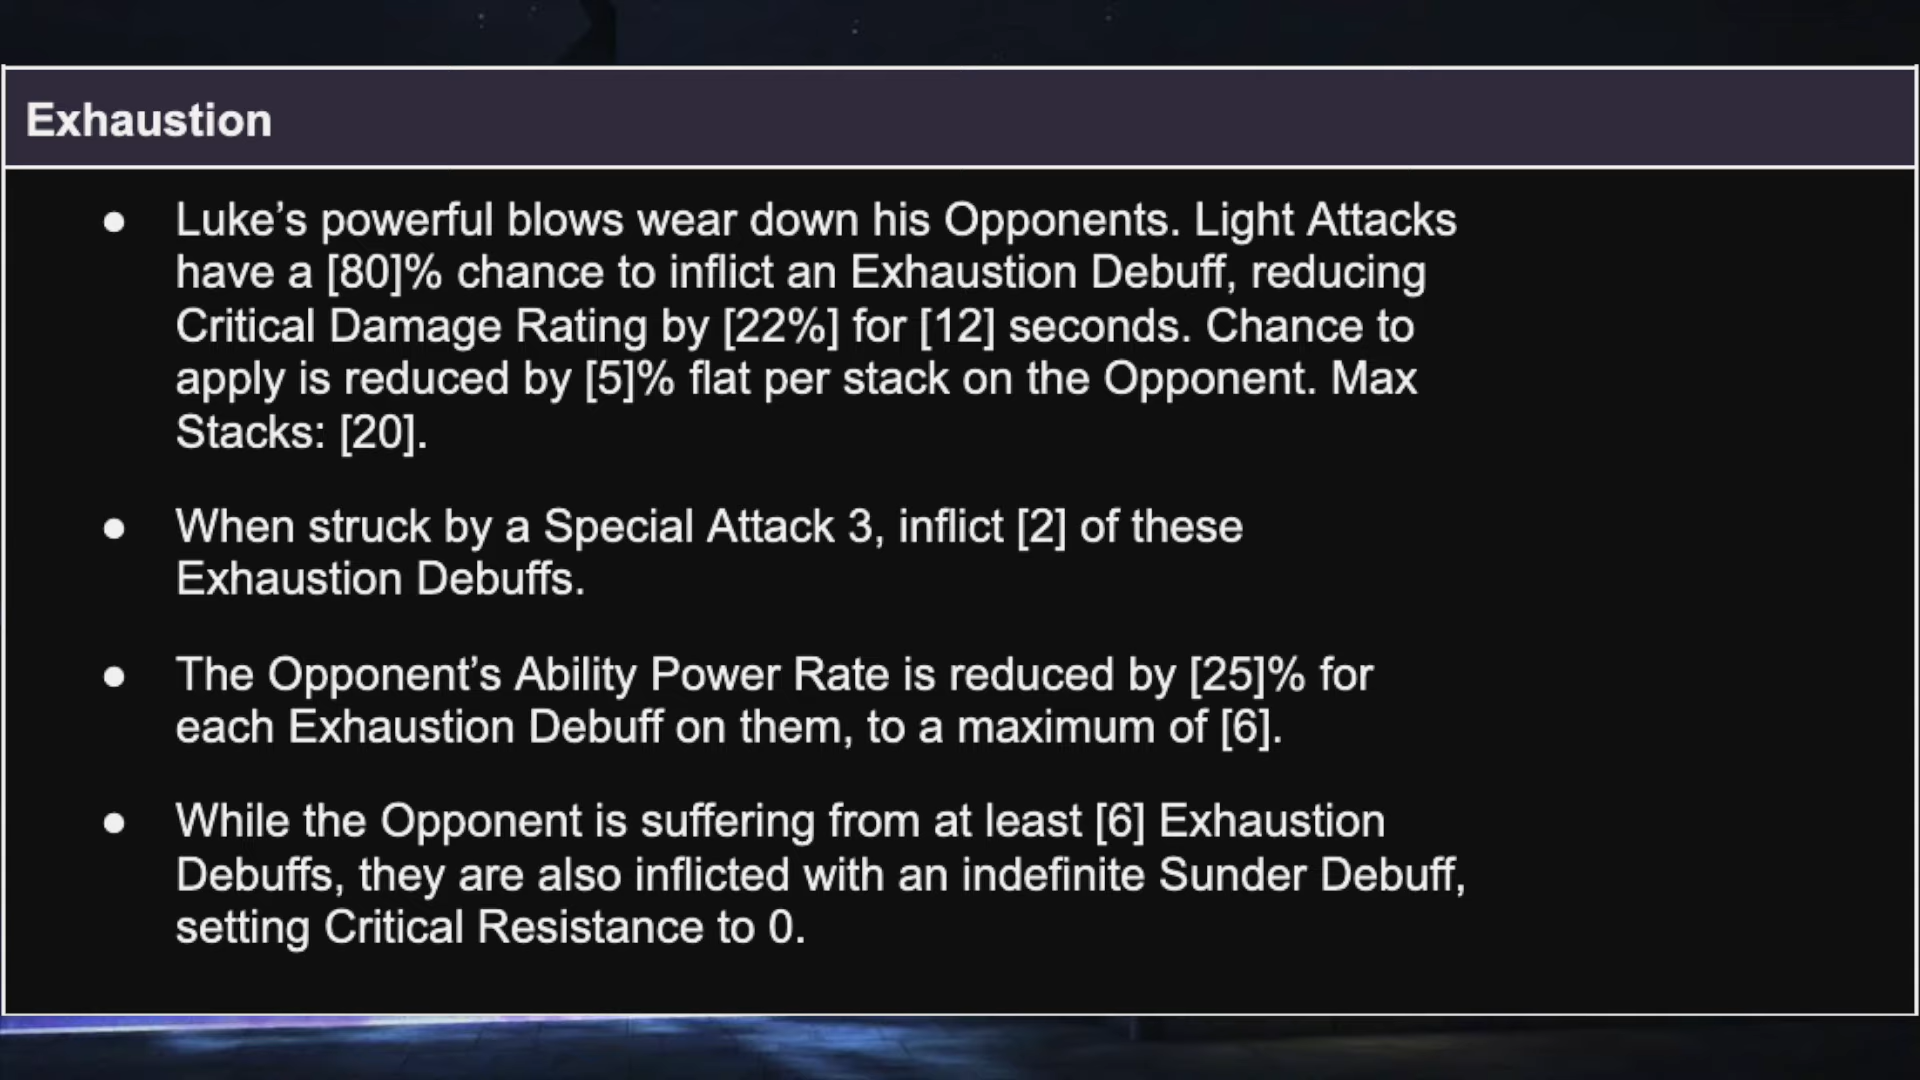 Exhaustion
● Luke’s powerful blows wear down his Opponents. Light Attacks
have a [80]% chance to inflict an Exhaustion Debuff, reducing
Critical Damage Rating by [22%] for [12] seconds. Chance to
apply is reduced by [5]% flat per stack on the Opponent. Max
Stacks: [20].
● When struck by a Special Attack 3, inflict [2] of these
Exhaustion Debuffs.
● The Opponent’s Ability Power Rate is reduced by [25]% for
each Exhaustion Debuff on them, to a maximum of [6].
● While the Opponent is suffering from at least [6] Exhaustion
Debuffs, they are also inflicted with an indefinite Sunder Debuff,
setting Critical Resistance to 0.